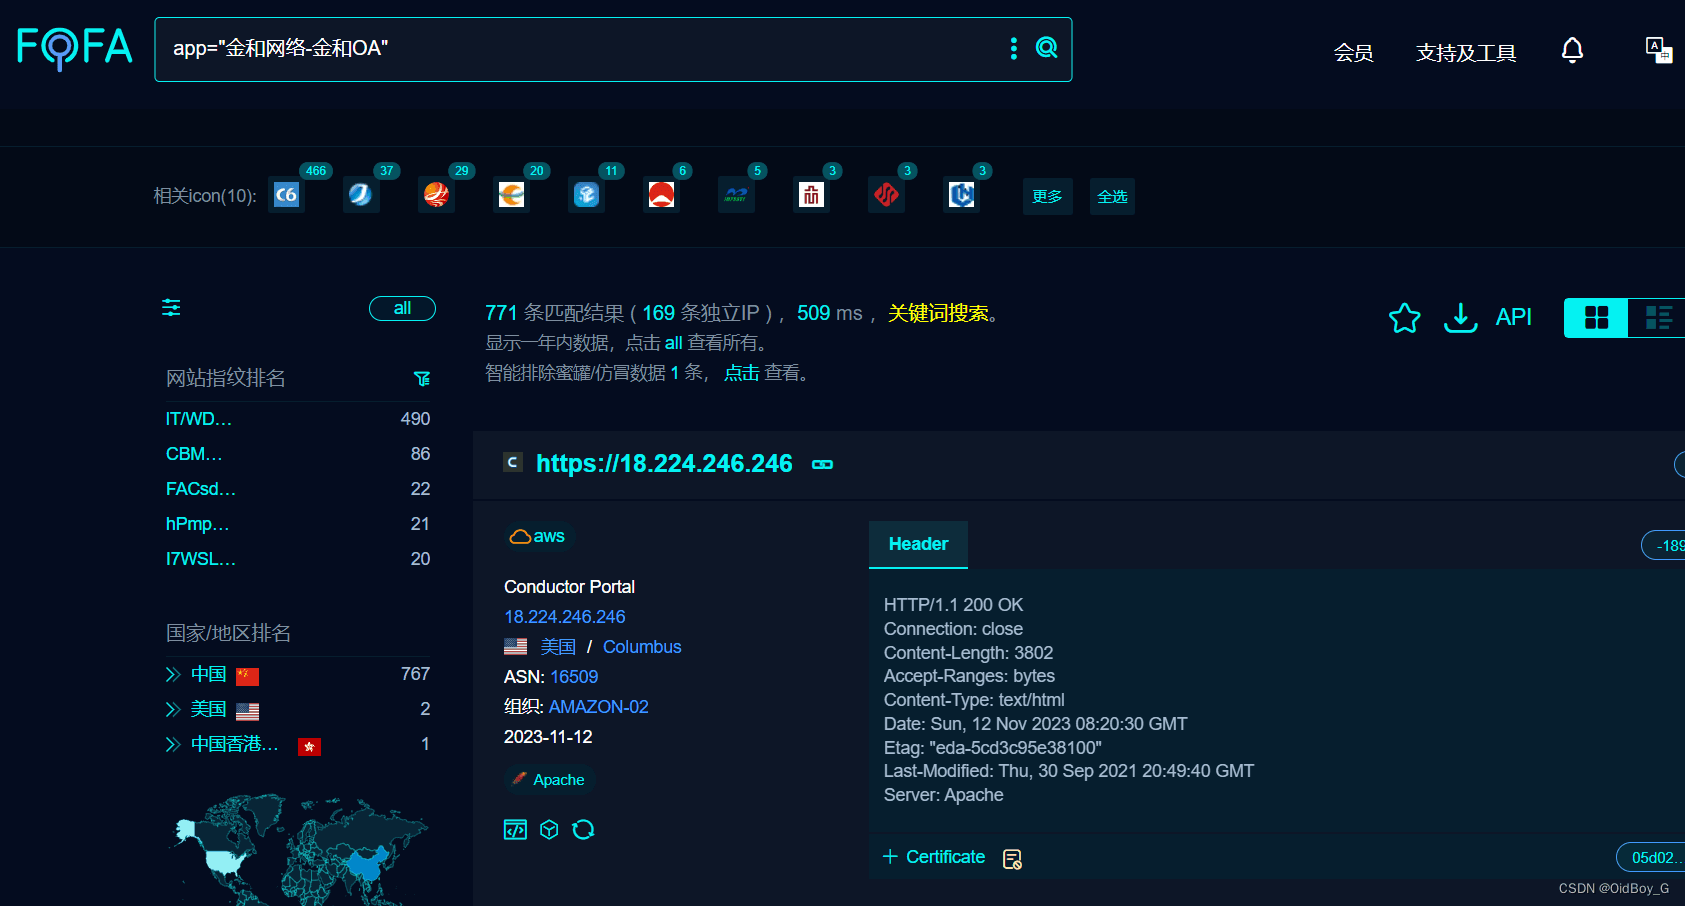 FOFA
app="金和网络-金和OA"
会员
支持及工具
A
中
相关icon(10):
466
37
29
20
11
6
5
3
3
3
C6
更多
全选
all
771 条匹配结果 ( 169 条独立IP ) ，509 ms ，关键词搜索。
显示一年内数据，点击 all 查看所有。
智能排除蜜罐/仿冒数据 1 条， 点击 查看。
API
网站指纹排名
IT/WD... 490
CBM... 86
FACsd... 22
hPmp... 21
I7WSL... 20
国家/地区排名
中国 767
美国 2
中国香港... 1
C
https://18.224.246.246
aws
Conductor Portal
18.224.246.246
美国 / Columbus
ASN: 16509
组织: AMAZON-02
2023-11-12
Apache
Header
-189
HTTP/1.1 200 OK
Connection: close
Content-Length: 3802
Accept-Ranges: bytes
Content-Type: text/html
Date: Sun, 12 Nov 2023 08:20:30 GMT
Etag: "eda-5cd3c95e38100"
Last-Modified: Thu, 30 Sep 2021 20:49:40 GMT
Server: Apache
+ Certificate
05d02...
CSDN @OidBoy_G